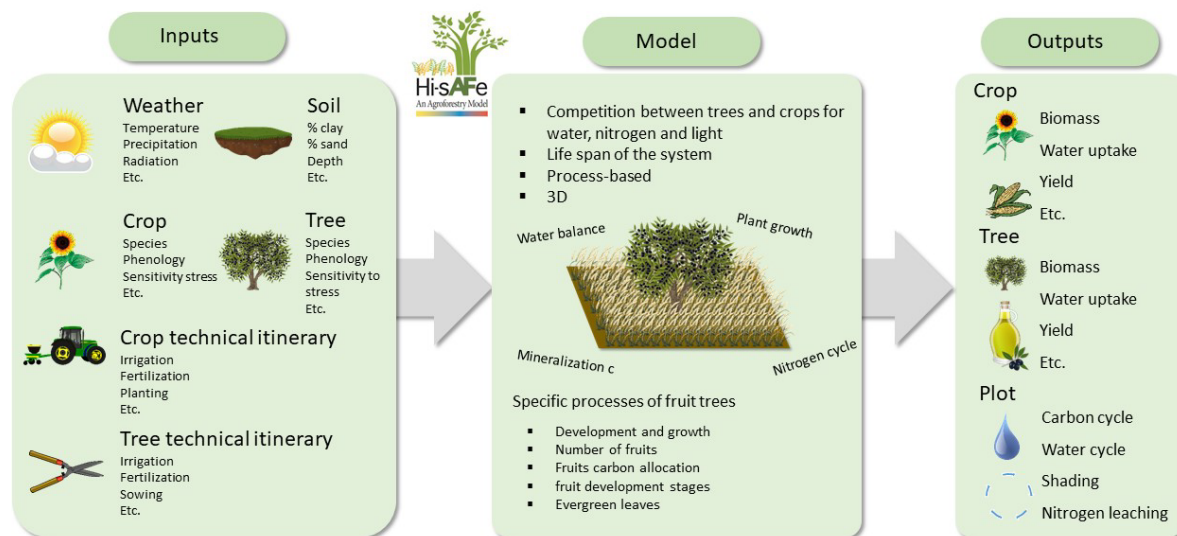 Inputs
Weather
Temperature
Precipitation
Radiation
Etc.
Soil
% clay
% sand
Depth
Etc.
Crop
Species
Phenology
Sensitivity stress
Etc.
Tree
Species
Phenology
Sensitivity to
stress
Etc.
Crop technical itinerary
Irrigation
Fertilization
Planting
Etc.
Tree technical itinerary
Irrigation
Fertilization
Sowing
Etc.
Hi-sAFe
An Agroforestry Model
Model
▪ Competition between trees and crops for
water, nitrogen and light
▪ Life span of the system
▪ Process-based
▪ 3D
Water balance
Plant growth
Mineralization c
Nitrogen cycle
Specific processes of fruit trees
▪ Development and growth
▪ Number of fruits
▪ Fruits carbon allocation
▪ fruit development stages
▪ Evergreen leaves
Outputs
Crop
Biomass
Water uptake
Yield
Etc.
Tree
Biomass
Water uptake
Yield
Etc.
Plot
Carbon cycle
Water cycle
Shading
Nitrogen leaching